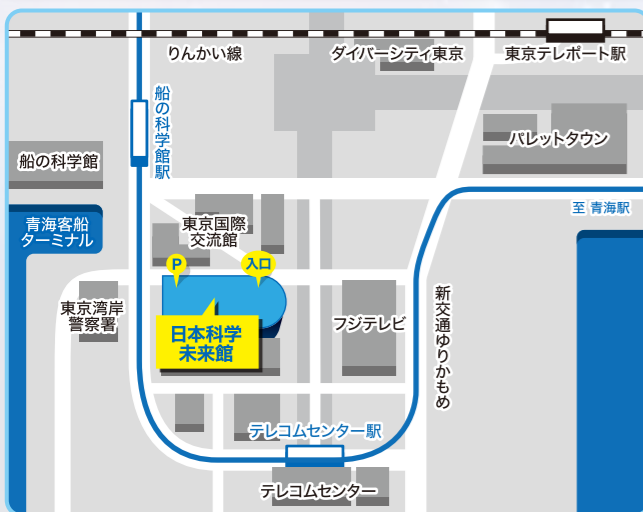 りんかい線
ダイバーシティ東京
東京テレポート駅
船の科学館駅
パレットタウン
船の科学館
至 青海駅
青海客船
ターミナル
東京国際
交流館
P
入口
東京湾岸
警察署
日本科学
未来館
フジテレビ
新交通ゆりかもめ
テレコムセンター駅
テレコムセンター